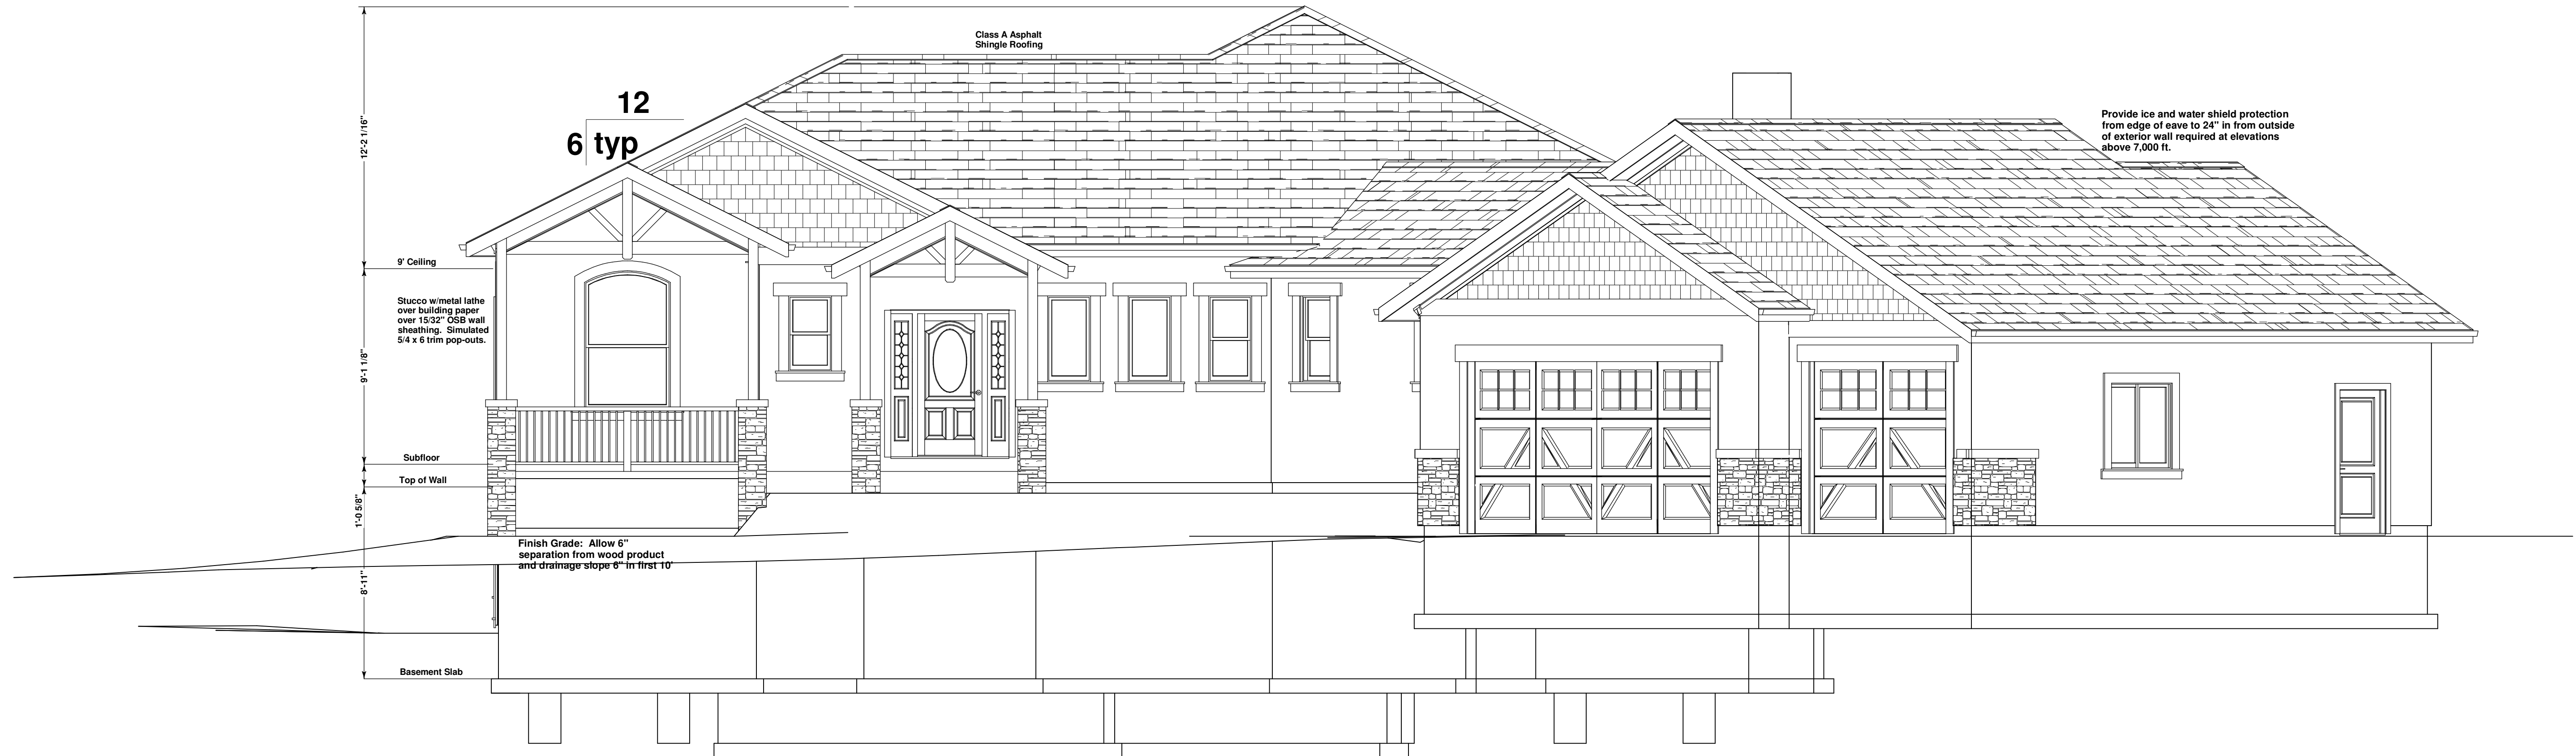 Class A Asphalt
Shingle Roofing
12
6 typ
Provide ice and water shield protection
from edge of eave to 24" in from outside
of exterior wall required at elevations
above 7,000 ft.
12'-2 1/16"
9' Ceiling
Stucco w/metal lathe
over building paper
over 15/32" OSB wall
sheathing. Simulated
5/4 x 6 trim pop-outs.
9'-1 1/8"
Subfloor
Top of Wall
1'-0 5/8"
Finish Grade: Allow 6"
separation from wood product
and drainage slope 6" in first 10'
8'-11"
Basement Slab